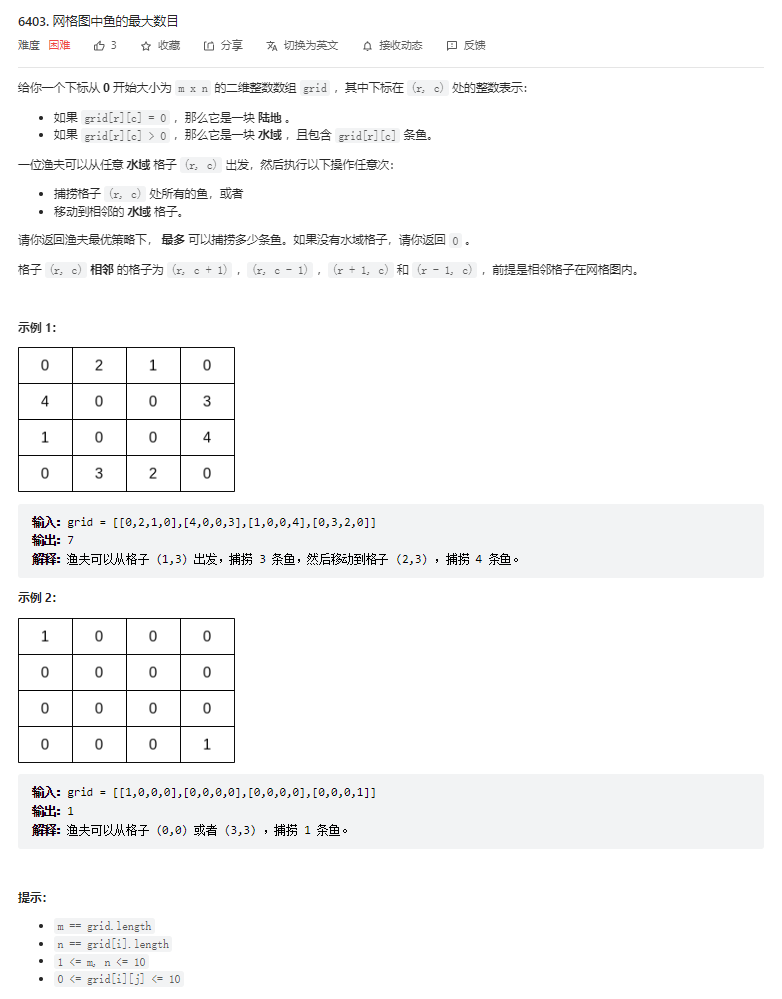 6403. 网格图中鱼的最大数目
难度 困难 3 收藏 分享 切换为英文 接收动态 反馈
给你一个下标从 0 开始大小为 m x n 的二维整数数组 grid ，其中下标在 (r, c) 处的整数表示：
如果 grid[r][c] = 0 ，那么它是一块 陆地 。
如果 grid[r][c] > 0 ，那么它是一块 水域 ，且包含 grid[r][c] 条鱼。
一位渔夫可以从任意 水域 格子 (r, c) 出发，然后执行以下操作任意次：
捕捞格子 (r, c) 处所有的鱼，或者
移动到相邻的 水域 格子。
请你返回渔夫最优策略下， 最多 可以捕捞多少条鱼。如果没有水域格子，请你返回 0 。
格子 (r, c) 相邻 的格子为 (r, c + 1) ，(r, c - 1) ，(r + 1, c) 和 (r - 1, c) ，前提是相邻格子在网格图内。
示例 1：
0 2 1 0
4 0 0 3
1 0 0 4
0 3 2 0
输入：grid = [[0,2,1,0],[4,0,0,3],[1,0,0,4],[0,3,2,0]]
输出：7
解释：渔夫可以从格子 (1,3) 出发，捕捞 3 条鱼，然后移动到格子 (2,3) ，捕捞 4 条鱼。
示例 2：
1 0 0 0
0 0 0 0
0 0 0 0
0 0 0 1
输入：grid = [[1,0,0,0],[0,0,0,0],[0,0,0,0],[0,0,0,1]]
输出：1
解释：渔夫可以从格子 (0,0) 或者 (3,3) ，捕捞 1 条鱼。
提示：
m == grid.length
n == grid[i].length
1 <= m, n <= 10
0 <= grid[i][j] <= 10